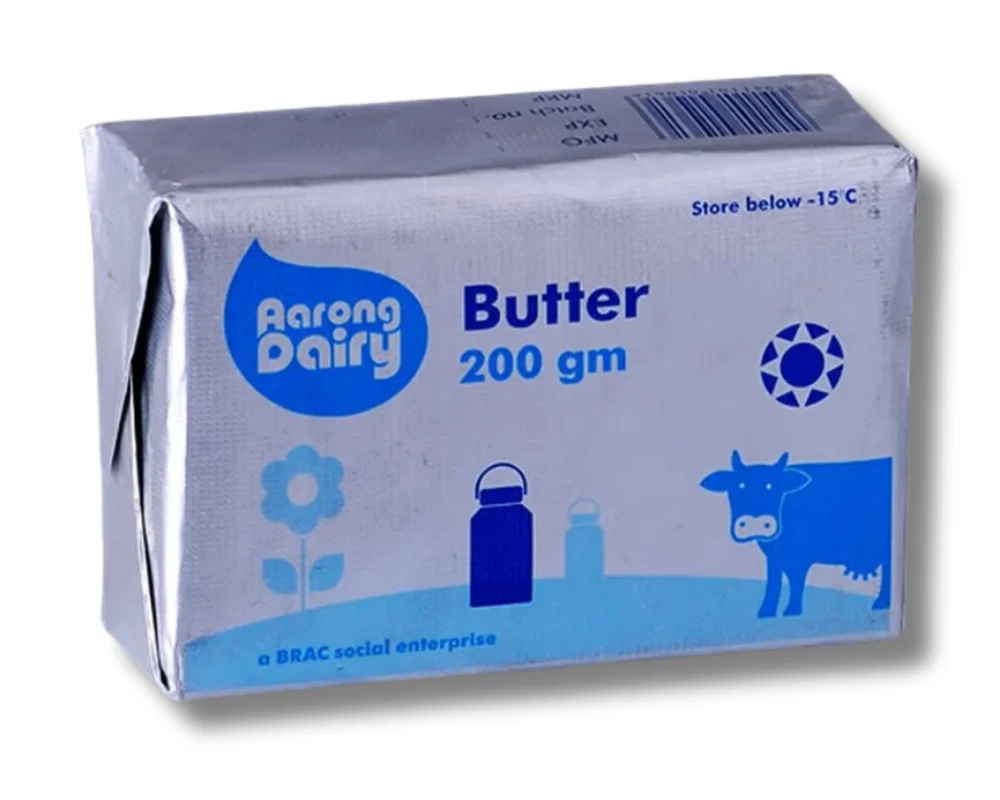 MFG
EXP
Batch no.
MRP
Store below -15°C
Aarong
Dairy
Butter
200 gm
a BRAC social enterprise